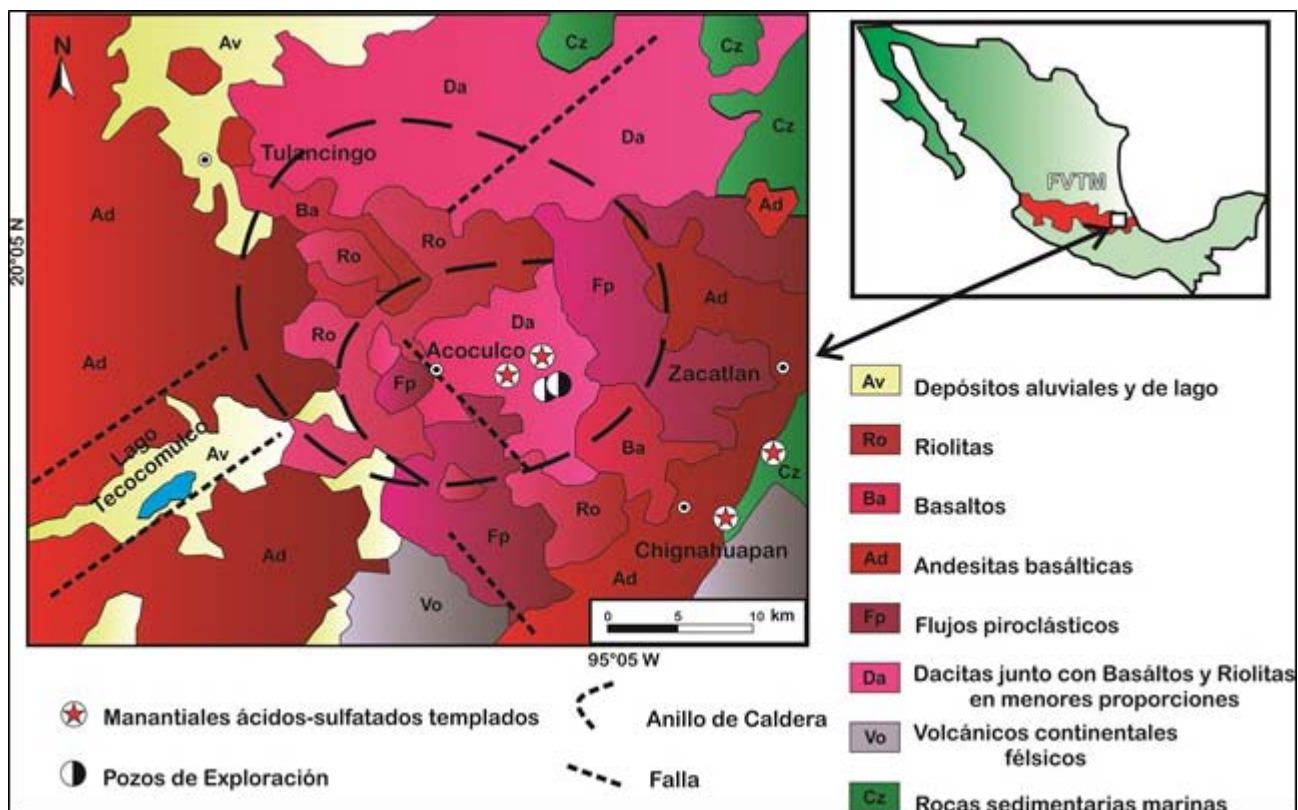 N
Av
Cz
Cz
Da
Da
Cz
Tulancingo
Ad
Ba
Ad
Ro
Ro
20°05 N
Fp
Ad
Ro
Da
Ad
Acoculco
Zacatlan
Fp
Lago
Tecocomulco
Av
Ba
Cz
Ro
Fp
Chignahuapan
Ad
Ad
Vo
0 5 10 km
95°05 W
FVTM
Av Depósitos aluviales y de lago
Ro Riolitas
Ba Basaltos
Ad Andesitas basálticas
Fp Flujos piroclásticos
Da Dacitas junto con Basáltos y Riolitas
en menores proporciones
Vo Volcánicos continentales
félsicos
Cz Rocas sedimentarias marinas
Manantiales ácidos-sulfatados templados
Anillo de Caldera
Pozos de Exploración
Falla